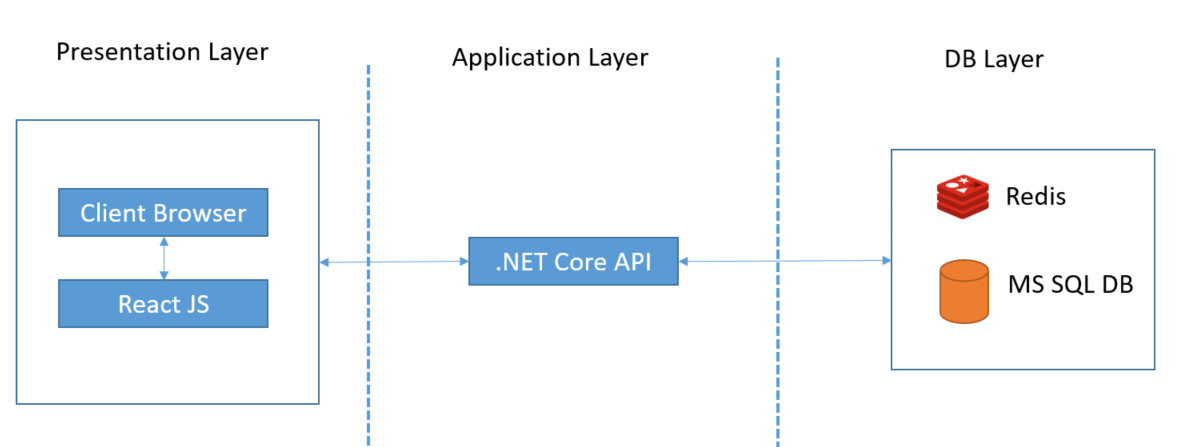 Presentation Layer
Application Layer
DB Layer
Client Browser
React JS
.NET Core API
Redis
MS SQL DB